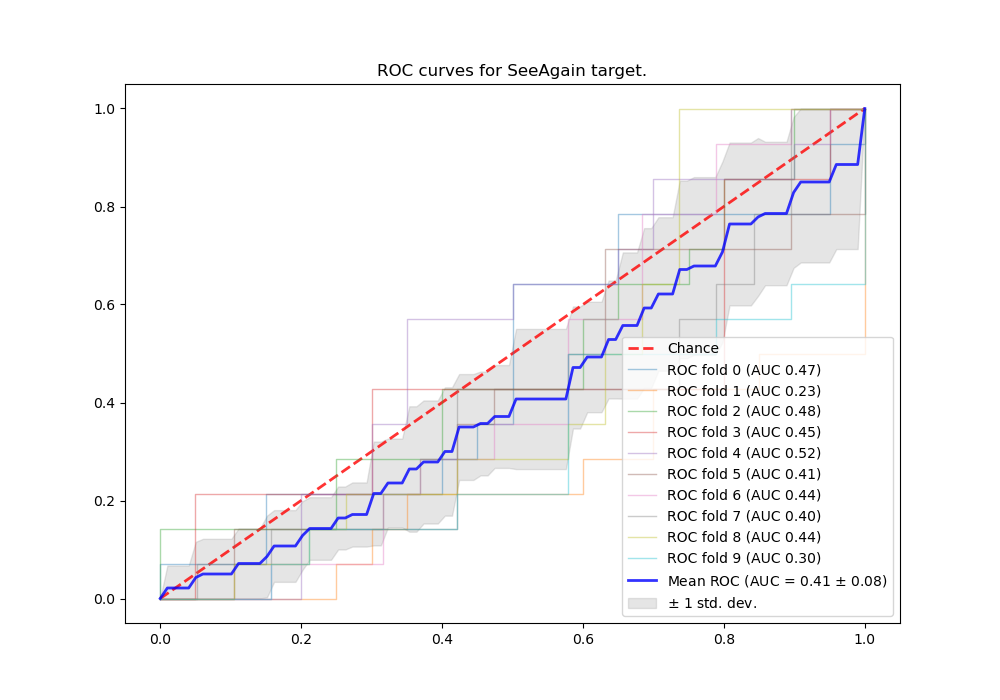 ROC curves for SeeAgain target.
1.0
0.8
0.6
0.4
0.2
0.0
Chance
ROC fold 0 (AUC 0.47)
ROC fold 1 (AUC 0.23)
ROC fold 2 (AUC 0.48)
ROC fold 3 (AUC 0.45)
ROC fold 4 (AUC 0.52)
ROC fold 5 (AUC 0.41)
ROC fold 6 (AUC 0.44)
ROC fold 7 (AUC 0.40)
ROC fold 8 (AUC 0.44)
ROC fold 9 (AUC 0.30)
Mean ROC (AUC = 0.41 ± 0.08)
± 1 std. dev.
0.0 0.2 0.4 0.6 0.8 1.0